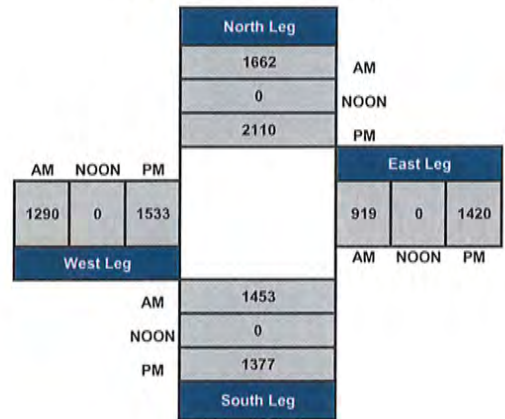 North Leg
1662 AM
0 NOON
2110 PM
AM NOON PM
East Leg
1290 0 1533
919 0 1420
West Leg
AM NOON PM
AM 1453
NOON 0
PM 1377
South Leg